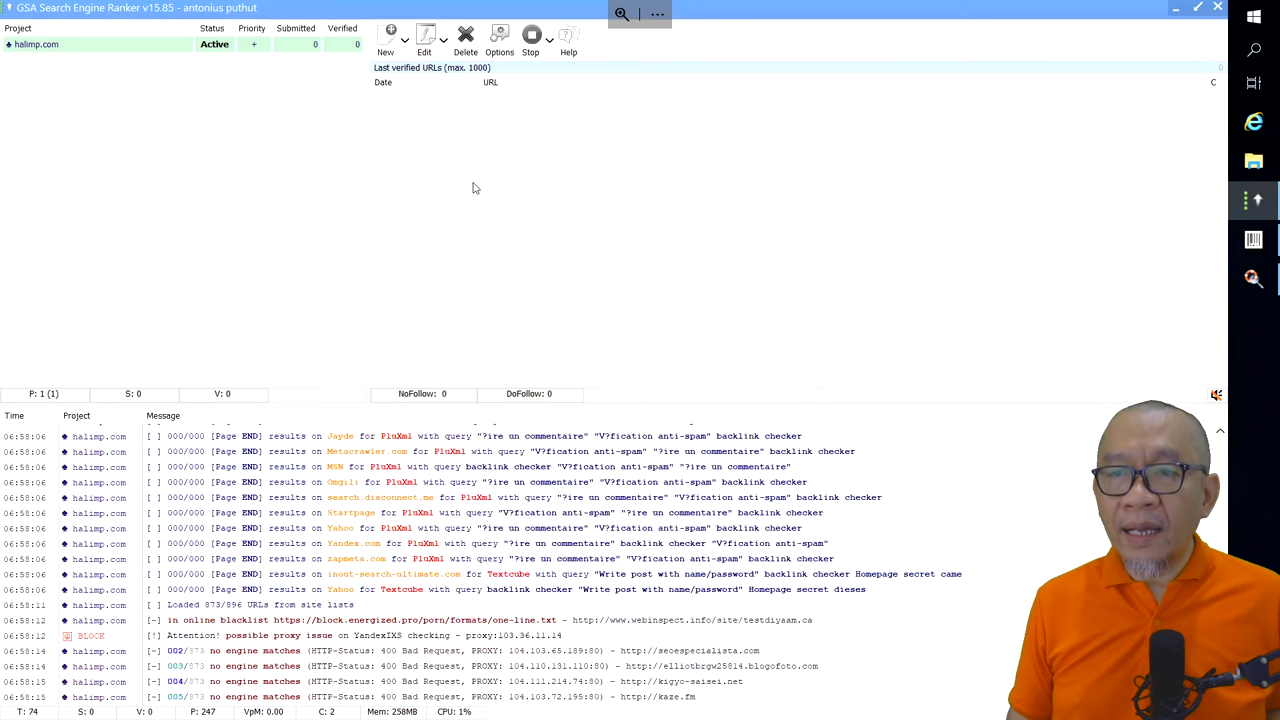 GSA Search Engine Ranker v15.85 - antonius puthut
Project Status Priority Submitted Verified
halimp.com Active + 0 0
New Edit Delete Options Stop Help
Last verified URLs (max. 1000) 0
Date URL C
P: 1 (1) S: 0 V: 0 NoFollow: 0 DoFollow: 0
Time Project Message
06:58:06 halimp.com [ ] 000/000 [Page END] results on Jayde for PluXml with query "?ire un commentaire" "V?fication anti-spam" backlink checker
06:58:06 halimp.com [ ] 000/000 [Page END] results on Metacrawler.com for PluXml with query "V?fication anti-spam" "?ire un commentaire" backlink checker
06:58:06 halimp.com [ ] 000/000 [Page END] results on MSN for PluXml with query backlink checker "V?fication anti-spam" "?ire un commentaire"
06:58:06 halimp.com [ ] 000/000 [Page END] results on Omgili for PluXml with query "?ire un commentaire" "V?fication anti-spam" backlink checker
06:58:06 halimp.com [ ] 000/000 [Page END] results on search.disconnect.me for PluXml with query "?ire un commentaire" "V?fication anti-spam" backlink checker
06:58:06 halimp.com [ ] 000/000 [Page END] results on Startpage for PluXml with query "?ire un commentaire" "V?fication anti-spam" backlink checker
06:58:06 halimp.com [ ] 000/000 [Page END] results on Yahoo for PluXml with query "?ire un commentaire" "V?fication anti-spam" backlink checker
06:58:06 halimp.com [ ] 000/000 [Page END] results on Yandex.com for PluXml with query "?ire un commentaire" backlink checker "V?fication anti-spam"
06:58:06 halimp.com [ ] 000/000 [Page END] results on zapmeta.com for PluXml with query "?ire un commentaire" "V?fication anti-spam" backlink checker
06:58:06 halimp.com [ ] 000/000 [Page END] results on inout-search-ultimate.com for Textcube with query "Write post with name/password" backlink checker Homepage secret came
06:58:06 halimp.com [ ] 000/000 [Page END] results on Yahoo for Textcube with query backlink checker "Write post with name/password" Homepage secret dieses
06:58:11 halimp.com [ ] Loaded 873/896 URLs from site lists
06:58:12 halimp.com [-] in online blacklist https://block.energized.pro/porn/formats/one-line.txt - http://www.webinspect.info/site/testdiyaam.ca
06:58:12 BLOCK [!] Attention! possible proxy issue on YandexIXS checking - proxy:103.36.11.14
06:58:14 halimp.com [-] 002/873 no engine matches (HTTP-Status: 400 Bad Request, PROXY: 104.103.65.189:80) - http://seoespecialista.com
06:58:14 halimp.com [-] 003/873 no engine matches (HTTP-Status: 400 Bad Request, PROXY: 104.110.131.110:80) - http://elliotbrgw25814.blogofoto.com
06:58:15 halimp.com [-] 004/873 no engine matches (HTTP-Status: 400 Bad Request, PROXY: 104.111.214.74:80) - http://kigyo-saisei.net
06:58:15 halimp.com [-] 005/873 no engine matches (HTTP-Status: 400 Bad Request, PROXY: 104.103.72.195:80) - http://kaze.fm
T: 74 S: 0 V: 0 P: 247 VpM: 0.00 C: 2 Mem: 258MB CPU: 1%